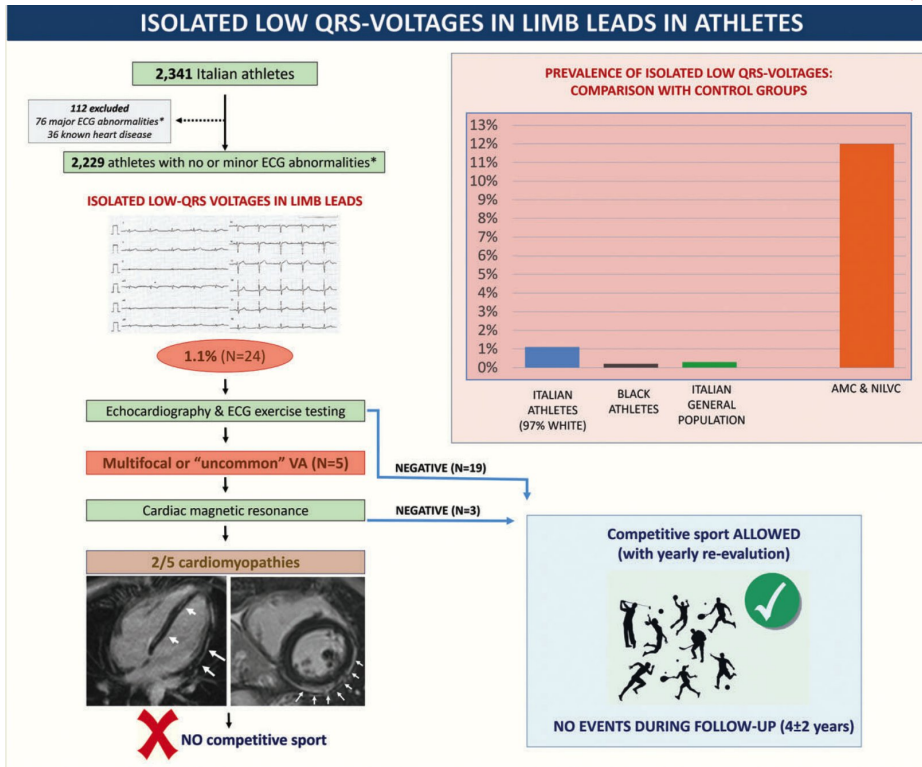 ISOLATED LOW QRS-VOLTAGES IN LIMB LEADS IN ATHLETES
2,341 Italian athletes
112 excluded
76 major ECG abnormalities*
36 known heart disease
2,229 athletes with no or minor ECG abnormalities*
ISOLATED LOW-QRS VOLTAGES IN LIMB LEADS
1.1% (N=24)
Echocardiography & ECG exercise testing
NEGATIVE (N=19)
Multifocal or “uncommon” VA (N=5)
Cardiac magnetic resonance
NEGATIVE (N=3)
2/5 cardiomyopathies
NO competitive sport
PREVALENCE OF ISOLATED LOW QRS-VOLTAGES:
COMPARISON WITH CONTROL GROUPS
13%
12%
11%
10%
9%
8%
7%
6%
5%
4%
3%
2%
1%
0%
ITALIAN
ATHLETES
(97% WHITE)
BLACK
ATHLETES
ITALIAN
GENERAL
POPULATION
AMC & NILVC
Competitive sport ALLOWED
(with yearly re-evalution)
NO EVENTS DURING FOLLOW-UP (4±2 years)